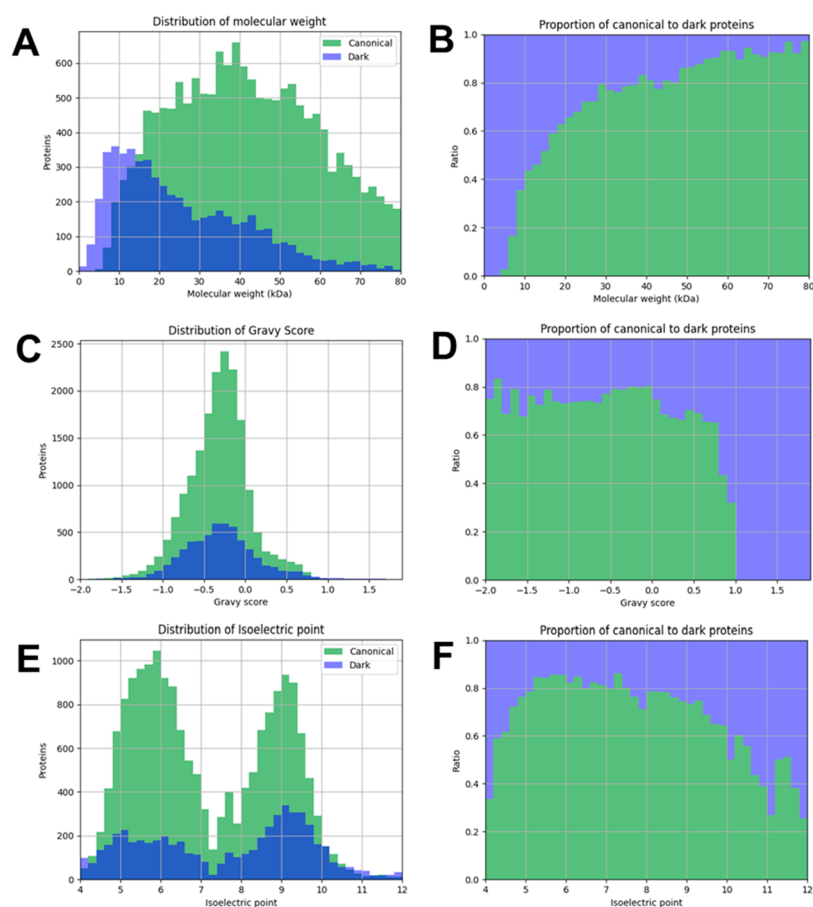 A
Distribution of molecular weight
Canonical
Dark
Proteins
600
500
400
300
200
100
0
0 10 20 30 40 50 60 70 80
Molecular weight (kDa)
B
Proportion of canonical to dark proteins
Ratio
1.0
0.8
0.6
0.4
0.2
0.0
0 10 20 30 40 50 60 70 80
Molecular weight (kDa)
C
Distribution of Gravy Score
Proteins
2500
2000
1500
1000
500
0
−2.0 −1.5 −1.0 −0.5 0.0 0.5 1.0 1.5
Gravy score
D
Proportion of canonical to dark proteins
Ratio
1.0
0.8
0.6
0.4
0.2
0.0
−2.0 −1.5 −1.0 −0.5 0.0 0.5 1.0 1.5
Gravy score
E
Distribution of Isoelectric point
Canonical
Dark
Proteins
1000
800
600
400
200
0
4 5 6 7 8 9 10 11 12
Isoelectric point
F
Proportion of canonical to dark proteins
Ratio
1.0
0.8
0.6
0.4
0.2
0.0
4 5 6 7 8 9 10 11 12
Isoelectric point